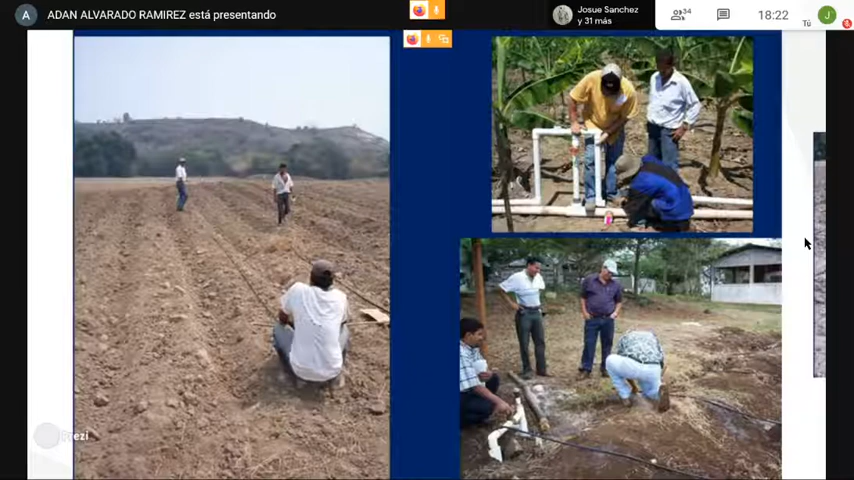 A
ADAN ALVARADO RAMIREZ está presentando
Josue Sanchez
y 31 más
34
18:22
Tú
J
Prezi